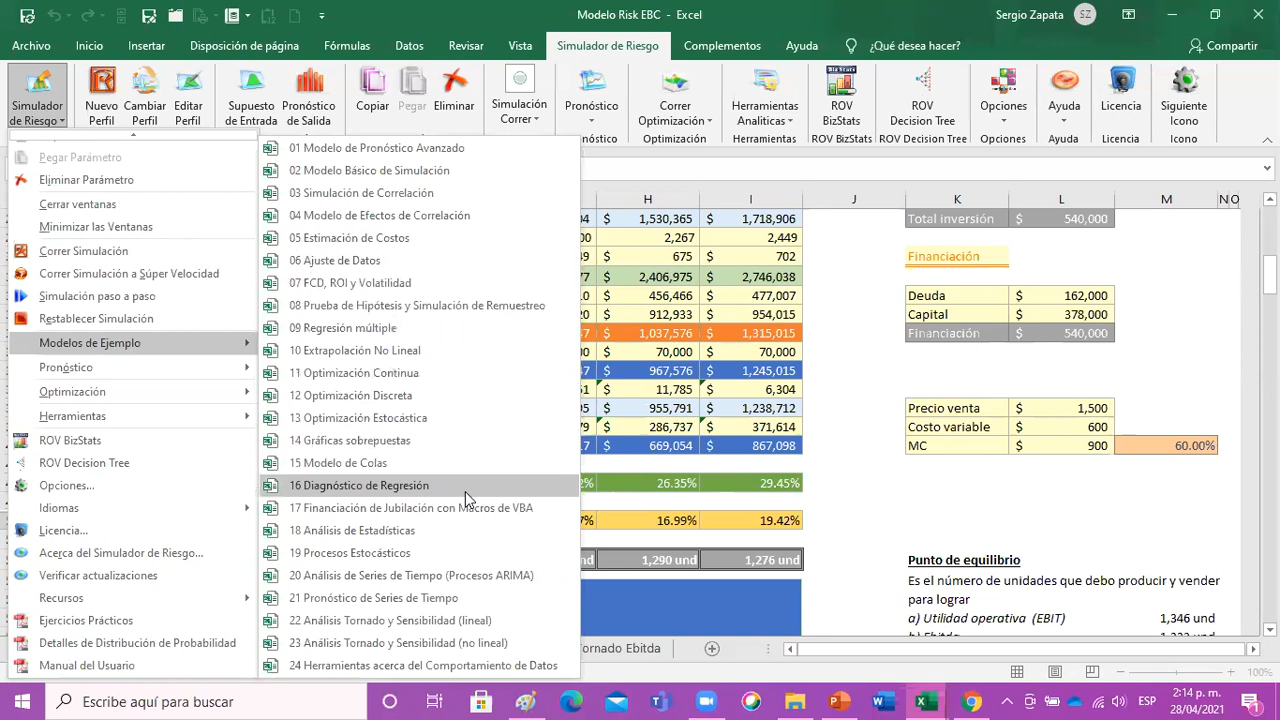 Modelo Risk EBC - Excel
Sergio Zapata SZ
Archivo Inicio Insertar Disposición de página Fórmulas Datos Revisar Vista Simulador de Riesgo Complementos Ayuda ¿Qué desea hacer? Compartir
Simulador de Riesgo
Nuevo Perfil
Cambiar Perfil
Editar Perfil
Supuesto de Entrada
Pronóstico de Salida
Copiar
Pegar
Eliminar
Simulación Correr
Pronóstico
Correr Optimización
Herramientas Analiticas
ROV BizStats
ROV Decision Tree
Opciones
Ayuda
Licencia
Siguiente Icono
Pronóstico Optimización Herramientas ROV BizStats ROV Decision Tree Opciones Ayuda Licencia Icono
Pegar Parámetro
Eliminar Parámetro
Cerrar ventanas
Minimizar las Ventanas
Correr Simulación
Correr Simulación a Súper Velocidad
Simulación paso a paso
Restablecer Simulación
Modelos de Ejemplo
Pronóstico
Optimización
Herramientas
ROV BizStats
ROV Decision Tree
Opciones...
Idiomas
Licencia...
Acerca del Simulador de Riesgo...
Verificar actualizaciones
Recursos
Ejercicios Prácticos
Detalles de Distribución de Probabilidad
Manual del Usuario
01 Modelo de Pronóstico Avanzado
02 Modelo Básico de Simulación
03 Simulación de Correlación
04 Modelo de Efectos de Correlación
05 Estimación de Costos
06 Ajuste de Datos
07 FCD, ROI y Volatilidad
08 Prueba de Hipótesis y Simulación de Remuestreo
09 Regresión múltiple
10 Extrapolación No Lineal
11 Optimización Continua
12 Optimización Discreta
13 Optimización Estocástica
14 Gráficas sobrepuestas
15 Modelo de Colas
16 Diagnóstico de Regresión
17 Financiación de Jubilación con Macros de VBA
18 Análisis de Estadísticas
19 Procesos Estocásticos
20 Análisis de Series de Tiempo (Procesos ARIMA)
21 Pronóstico de Series de Tiempo
22 Análisis Tornado y Sensibilidad (lineal)
23 Análisis Tornado y Sensibilidad (no lineal)
24 Herramientas acerca del Comportamiento de Datos
H I J K L M N O
$ 1,530,365 $ 1,718,906
2,267 2,449
$ 675 $ 702
$ 2,406,975 $ 2,746,038
$ 456,466 $ 477,007
$ 912,933 $ 954,015
$ 1,037,576 $ 1,315,015
$ 70,000 $ 70,000
$ 967,576 $ 1,245,015
$ 11,785 $ 6,304
$ 955,791 $ 1,238,712
$ 286,737 $ 371,614
$ 669,054 $ 867,098
26.35% 29.45%
16.99% 19.42%
1,290 und 1,276 und
Total inversión $ 540,000
Financiación
Deuda $ 162,000
Capital $ 378,000
Financiación $ 540,000
Precio venta $ 1,500
Costo variable $ 600
MC $ 900 60.00%
Punto de equilibrio
Es el número de unidades que debo producir y vender
para lograr
a) Utilidad operativa (EBIT) 1,346 und
ornado Ebitda
100%
Escribe aquí para buscar
ESP
2:14 p. m.
28/04/2021
1